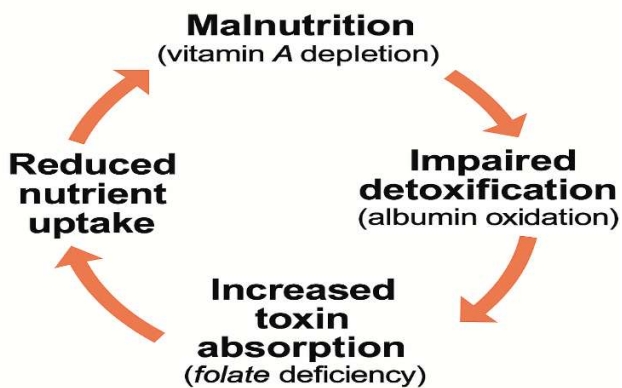 Malnutrition
(vitamin A depletion)
Impaired
detoxification
(albumin oxidation)
Increased
toxin
absorption
(folate deficiency)
Reduced
nutrient
uptake